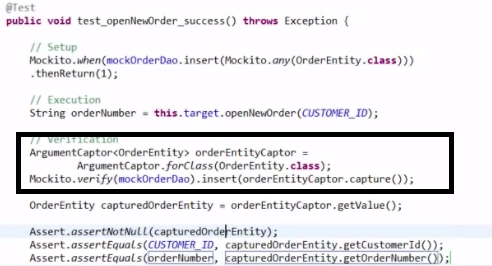 @Test
public void test_openNewOrder_success() throws Exception {
// Setup
Mockito.when(mockOrderDao.insert(Mockito.any(OrderEntity.class)))
.thenReturn(1);
// Execution
String orderNumber = this.target.openNewOrder(CUSTOMER_ID);
// Verification
ArgumentCaptor<OrderEntity> orderEntityCaptor =
ArgumentCaptor.forClass(OrderEntity.class);
Mockito.verify(mockOrderDao).insert(orderEntityCaptor.capture());
OrderEntity capturedOrderEntity = orderEntityCaptor.getValue();
Assert.assertNotNull(capturedOrderEntity);
Assert.assertEquals(CUSTOMER_ID, capturedOrderEntity.getCustomerId());
Assert.assertEquals(orderNumber, capturedOrderEntity.getOrderNumber());